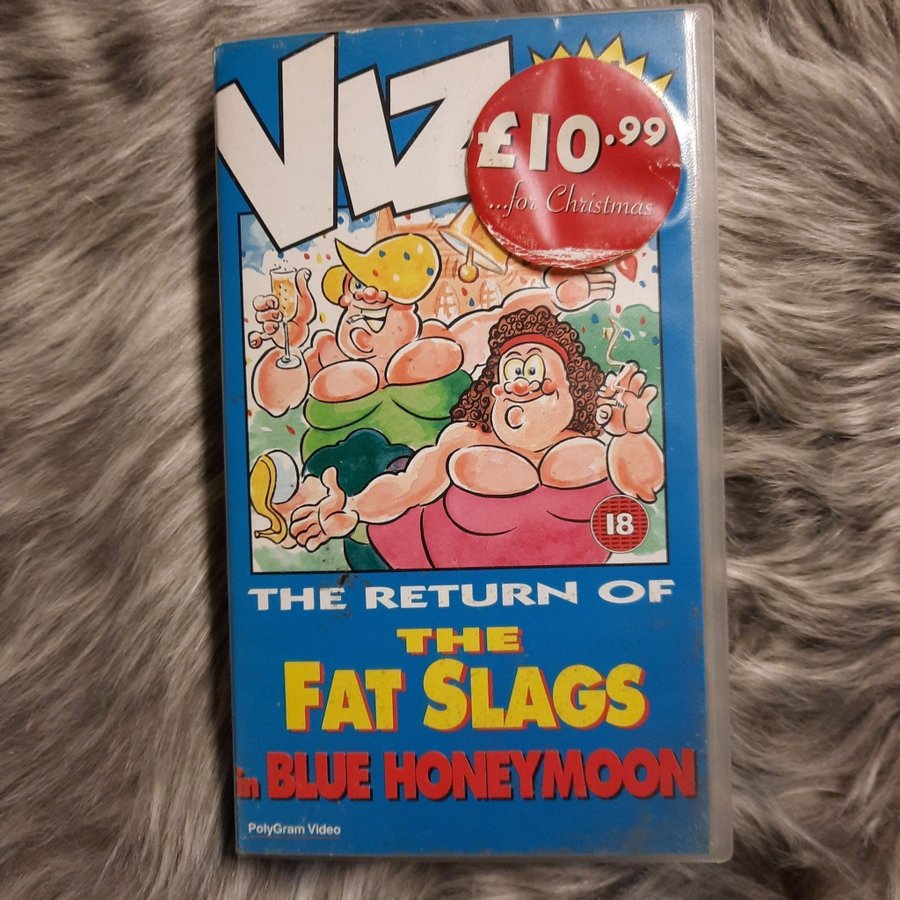 VIZ
£10.99
...for Christmas
18
THE RETURN OF
THE
FAT SLAGS
in BLUE HONEYMOON
PolyGram Video